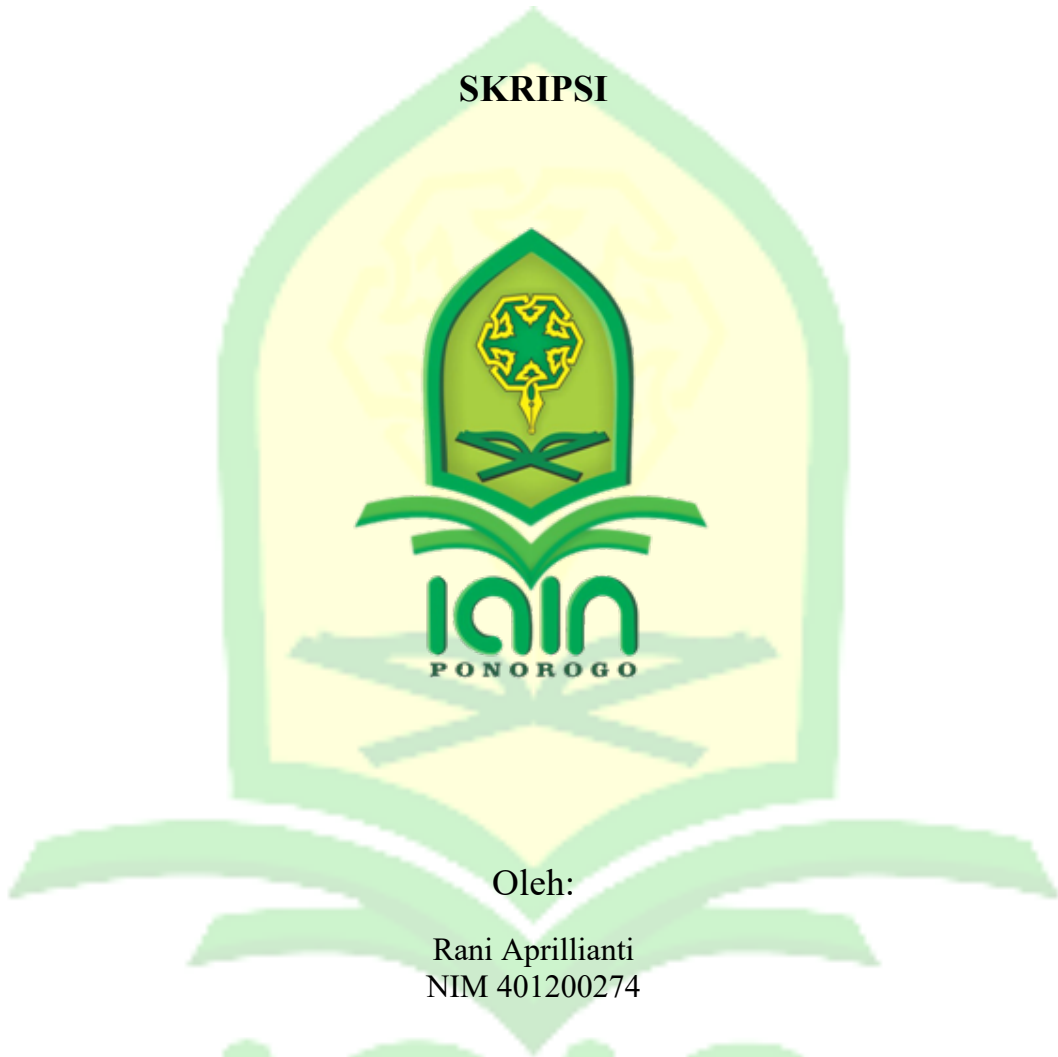 SKRIPSI
IAIN
PONOROGO
Oleh:
Rani Aprillianti
NIM 401200274